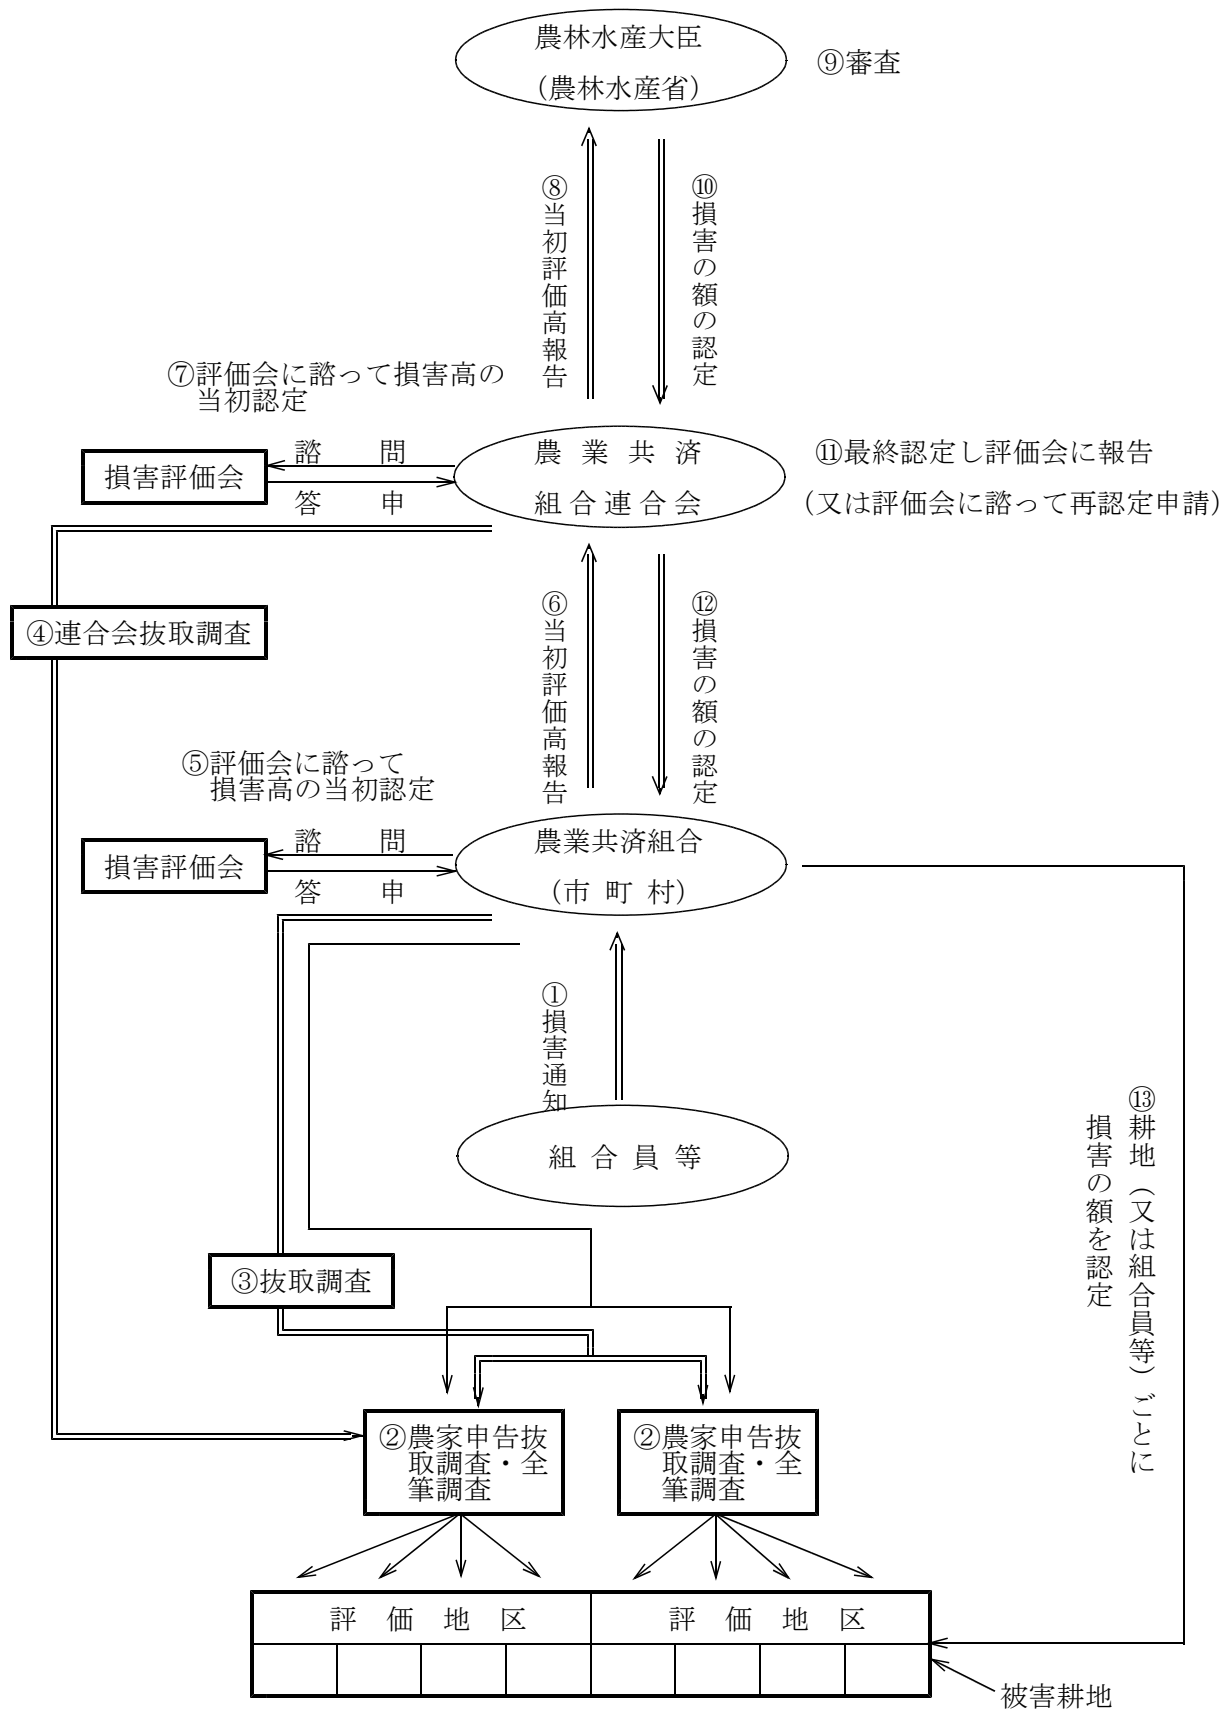 農林水産大臣
（農林水産省）
⑨審査
⑧当初評価高報告
⑩損害の額の認定
⑦評価会に諮って損害高の
当初認定
損害評価会
諮　問
答　申
農業共済
組合連合会
⑪最終認定し評価会に報告
（又は評価会に諮って再認定申請）
④連合会抜取調査
⑥当初評価高報告
⑫損害の額の認定
⑤評価会に諮って
損害高の当初認定
損害評価会
諮　問
答　申
農業共済組合
（市町村）
①損害通知
組合員等
⑬耕地（又は組合員等）ごとに
損害の額を認定
③抜取調査
②農家申告抜
取調査・全
筆調査
②農家申告抜
取調査・全
筆調査
評価地区
評価地区
被害耕地